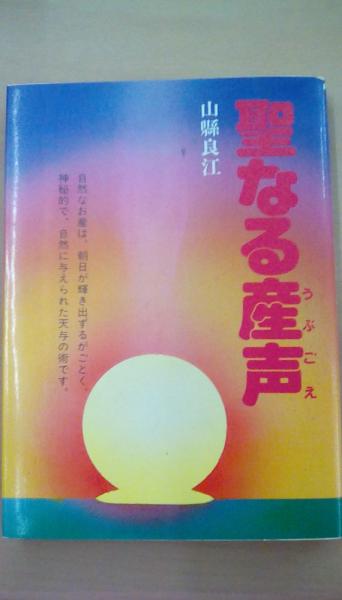 聖なる産声
うぶごえ
山縣良江
自然なお産は、朝日が輝き出ずるがごとく、
神秘的で、自然に与えられた天与の術です。